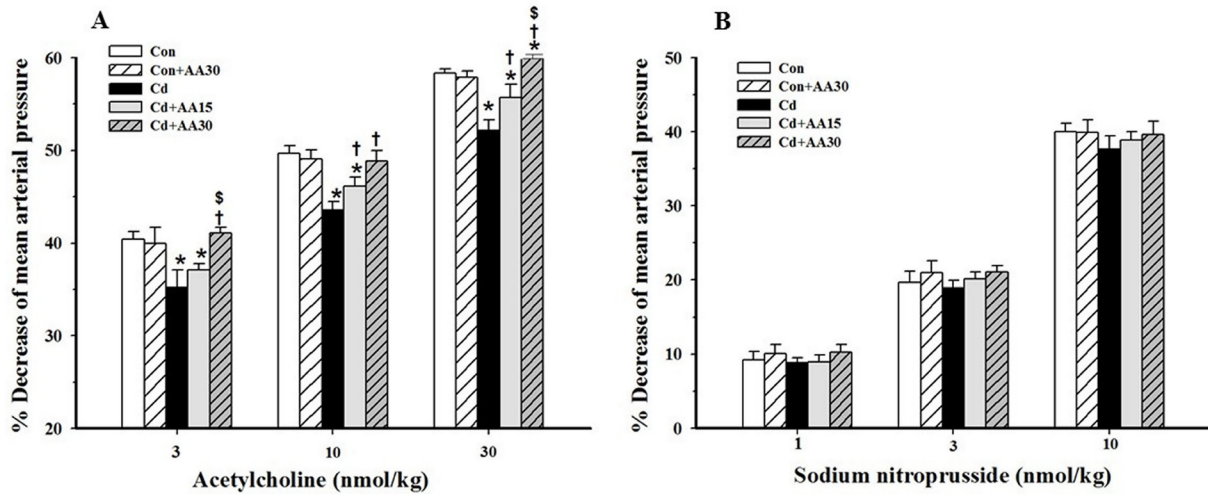 A
% Decrease of mean arterial pressure
60
50
40
30
20
Con
Con+AA30
Cd
Cd+AA15
Cd+AA30
*
*
$
†
*
†
*
†
*
†
*
$
†
*
3
10
30
Acetylcholine (nmol/kg)
B
% Decrease of mean arterial pressure
50
40
30
20
10
0
Con
Con+AA30
Cd
Cd+AA15
Cd+AA30
1
3
10
Sodium nitroprusside (nmol/kg)